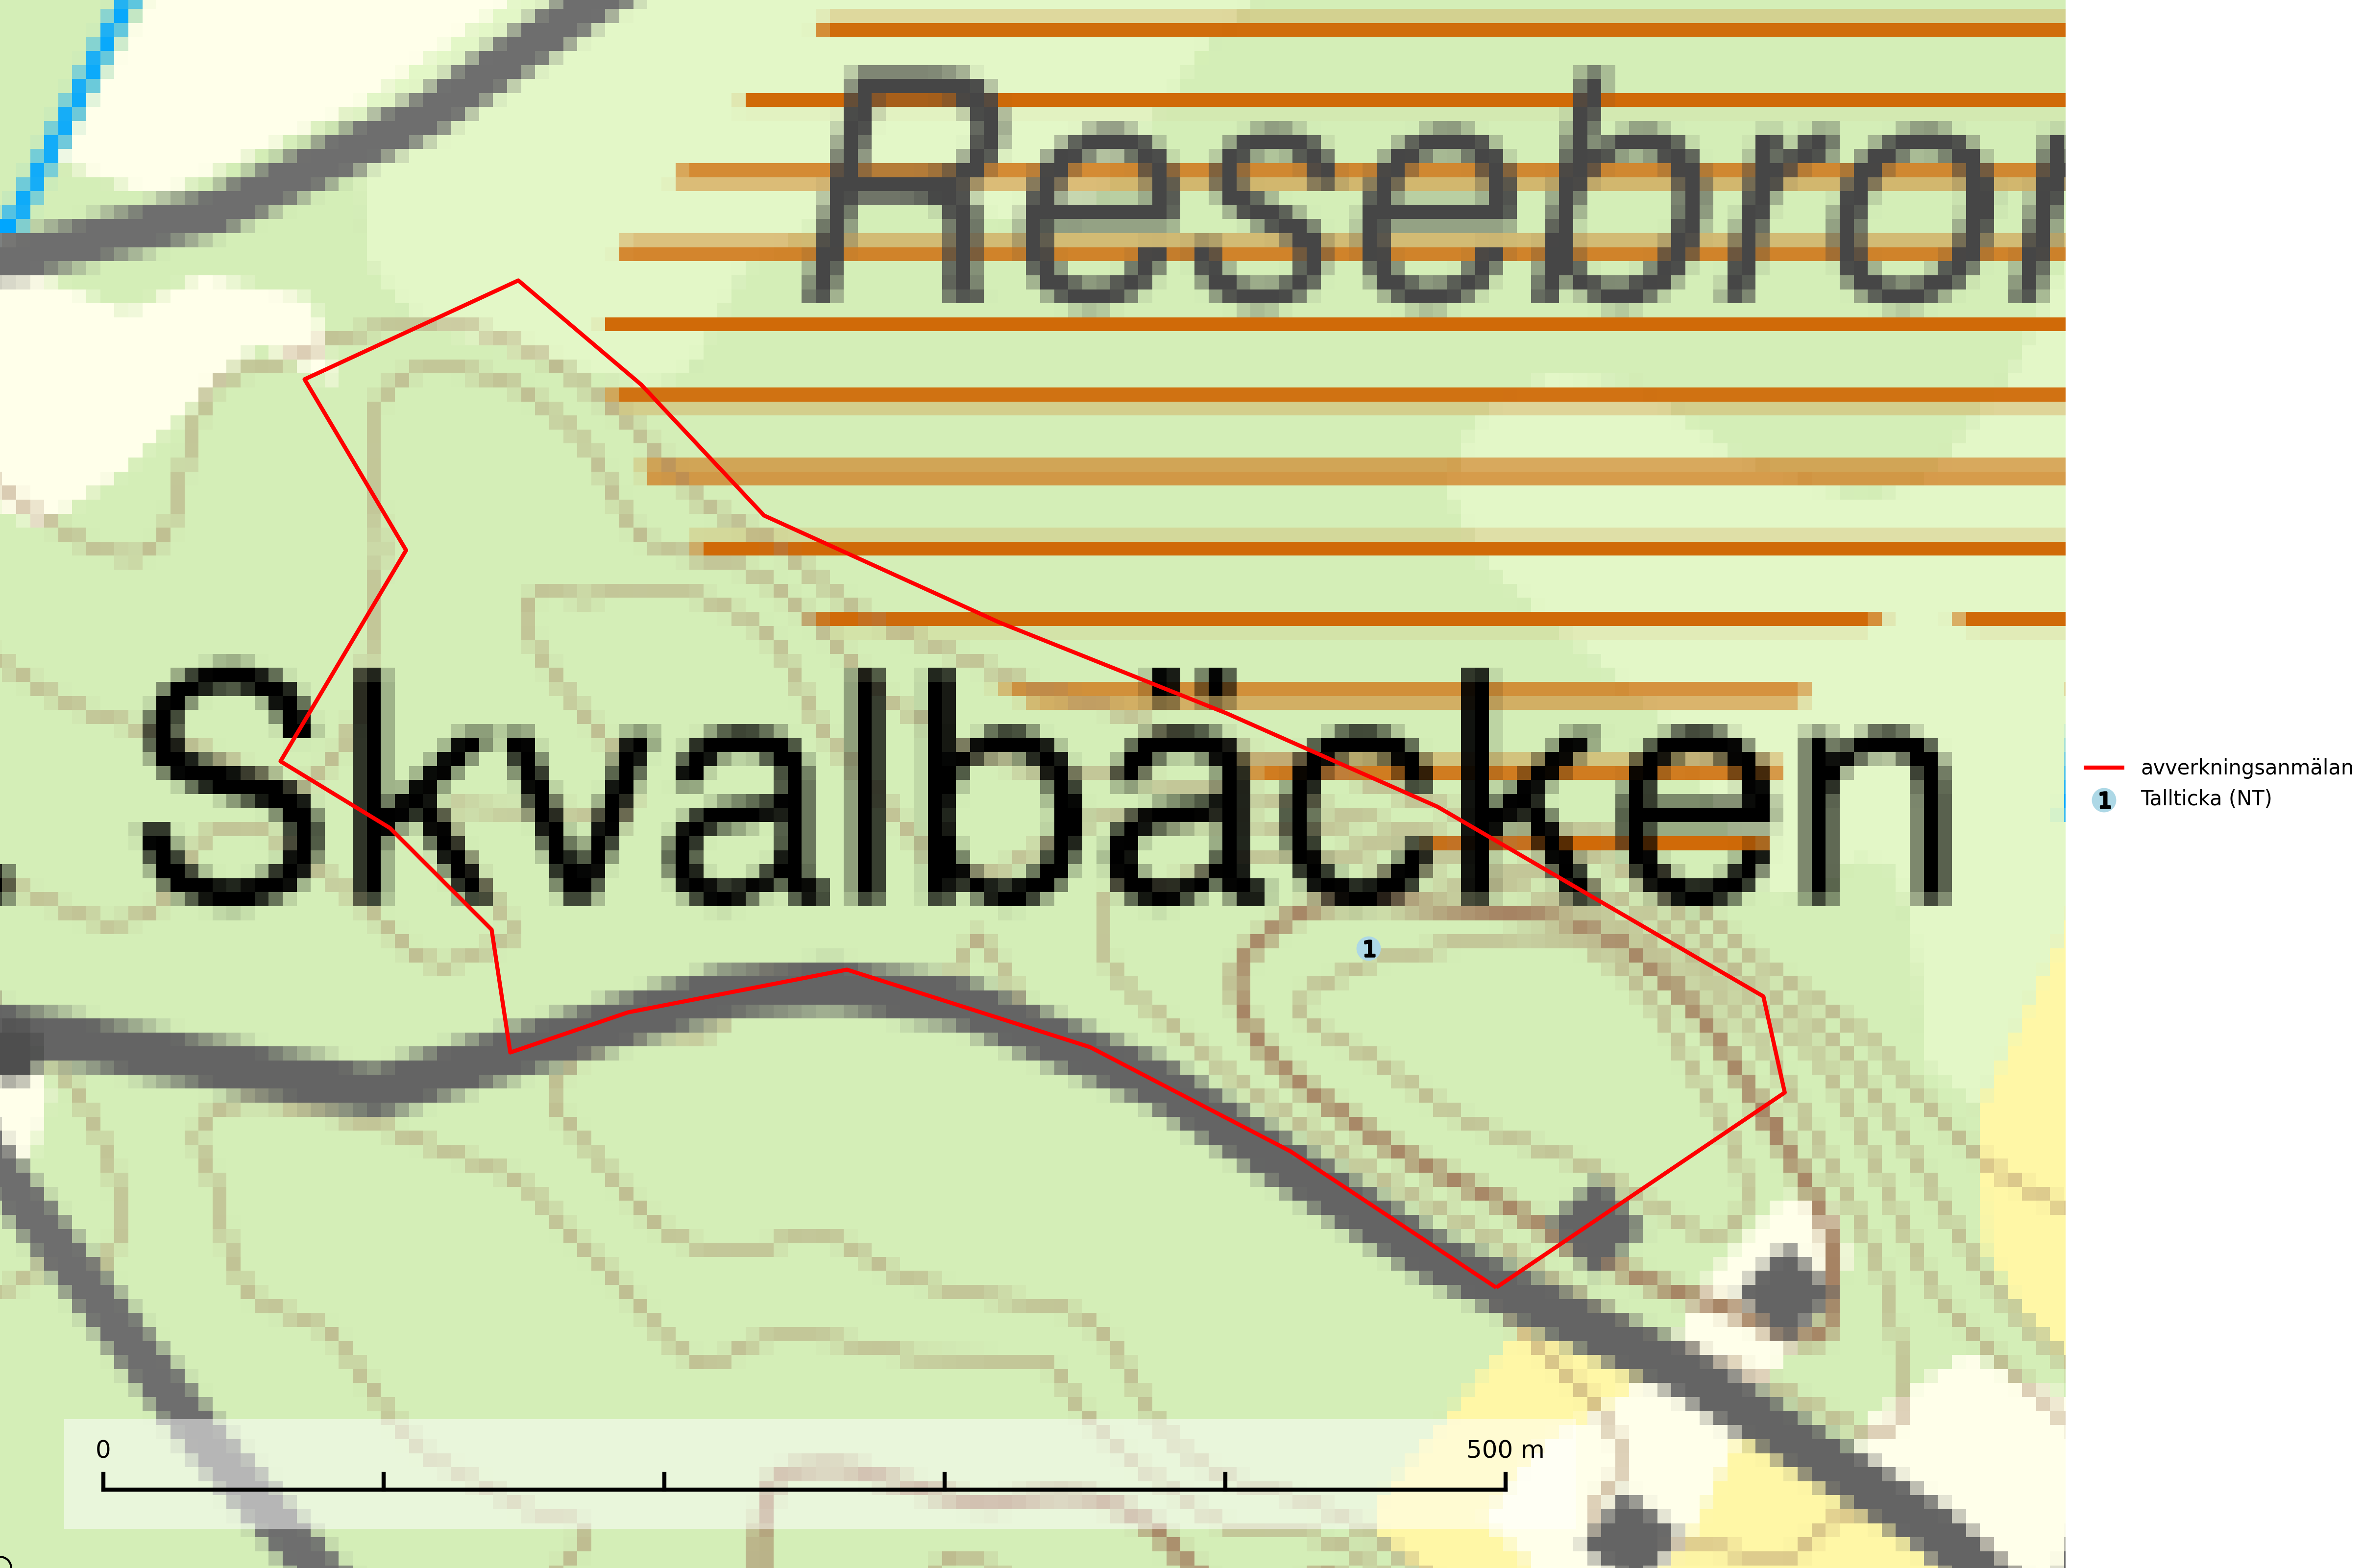 Resebro
Skvalbäcken
1
avverkningsanmälan
1 Tallticka (NT)
0 500 m